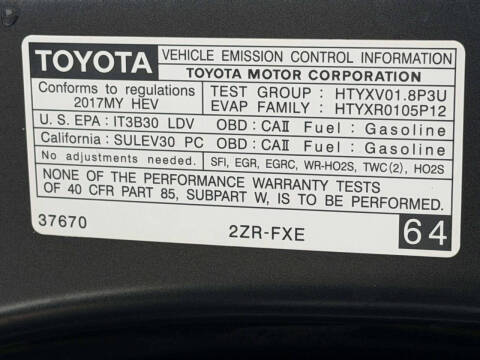 TOYOTA VEHICLE EMISSION CONTROL INFORMATION
TOYOTA MOTOR CORPORATION
Conforms to regulations
2017MY HEV
TEST GROUP : HTYXV01.8P3U
EVAP FAMILY : HTYXR0105P12
U.S. EPA : IT3B30 LDV OBD : CAII Fuel : Gasoline
California : SULEV30 PC OBD : CAII Fuel : Gasoline
No adjustments needed. SFI, EGR, EGRC, WR-HO2S, TWC(2), HO2S
NONE OF THE PERFORMANCE WARRANTY TESTS
OF 40 CFR PART 85, SUBPART W, IS TO BE PERFORMED.
37670 2ZR-FXE 64